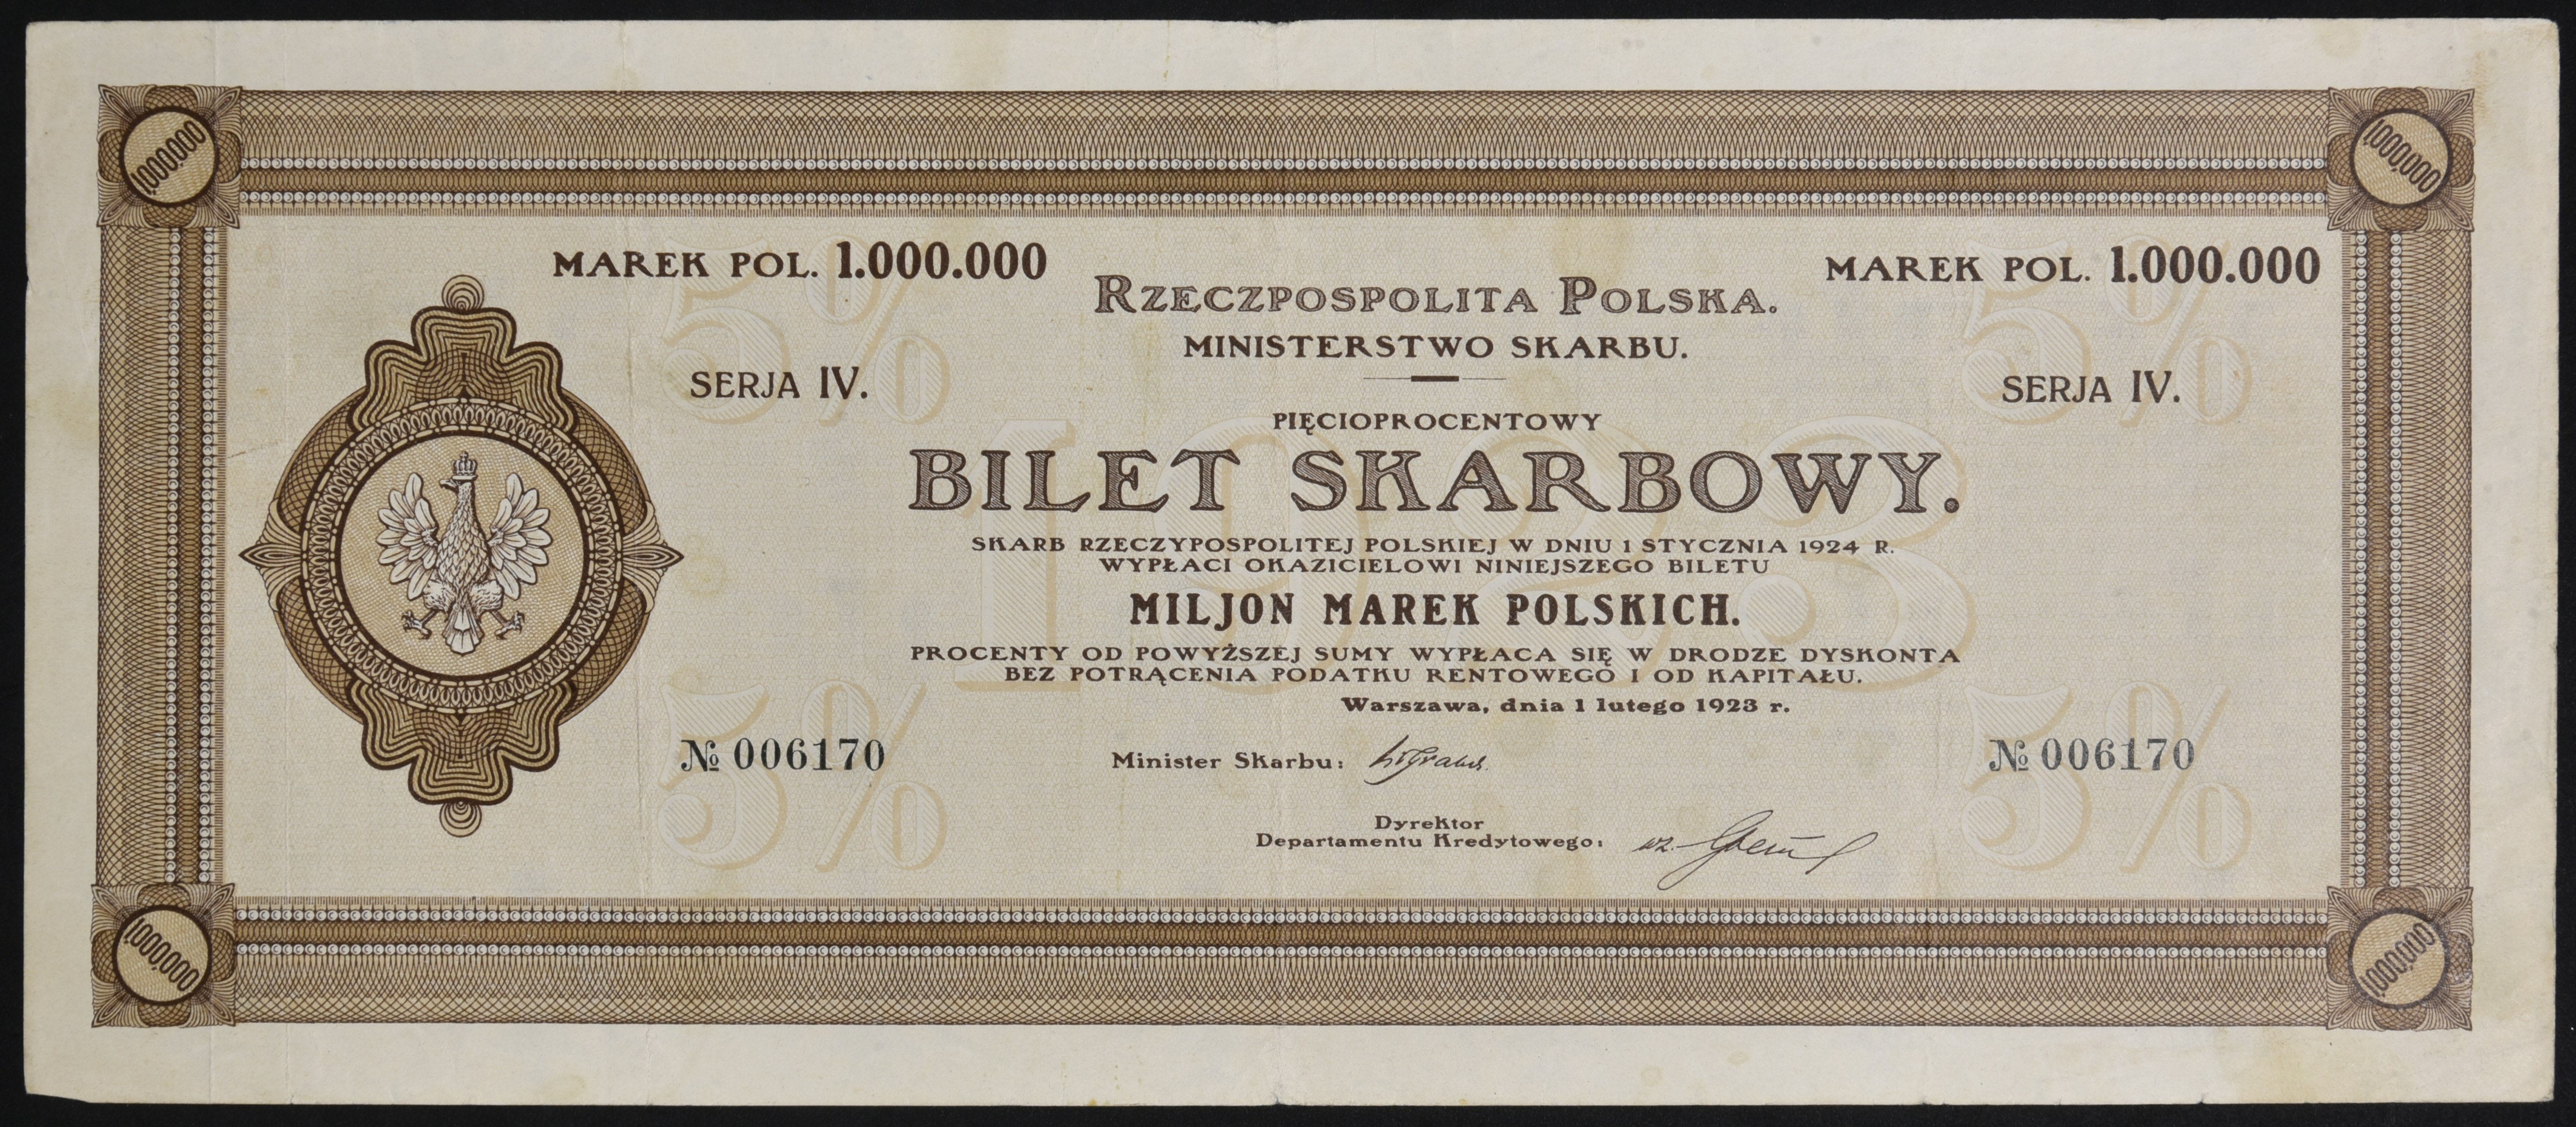 1,000,000
1,000,000
MAREK POL. 1.000.000
MAREK POL. 1.000.000
RZECZPOSPOLITA POLSKA.
MINISTERSTWO SKARBU.
SERJA IV.
SERJA IV.
5%
5%
PIĘCIOPROCENTOWY
BILET SKARBOWY.
1923
SKARB RZECZYPOSPOLITEJ POLSKIEJ W DNIU 1 STYCZNIA 1924 R.
WYPŁACI OKAZICIELOWI NINIEJSZEGO BILETU
MILJON MAREK POLSKICH.
PROCENTY OD POWYŻSZEJ SUMY WYPŁACA SIĘ W DRODZE DYSKONTA
BEZ POTRĄCENIA PODATKU RENTOWEGO I OD KAPITAŁU.
Warszawa, dnia 1 lutego 1923 r.
№ 006170
Minister Skarbu:
№ 006170
5%
5%
Dyrektor
Departamentu Kredytowego:
1,000,000
1,000,000